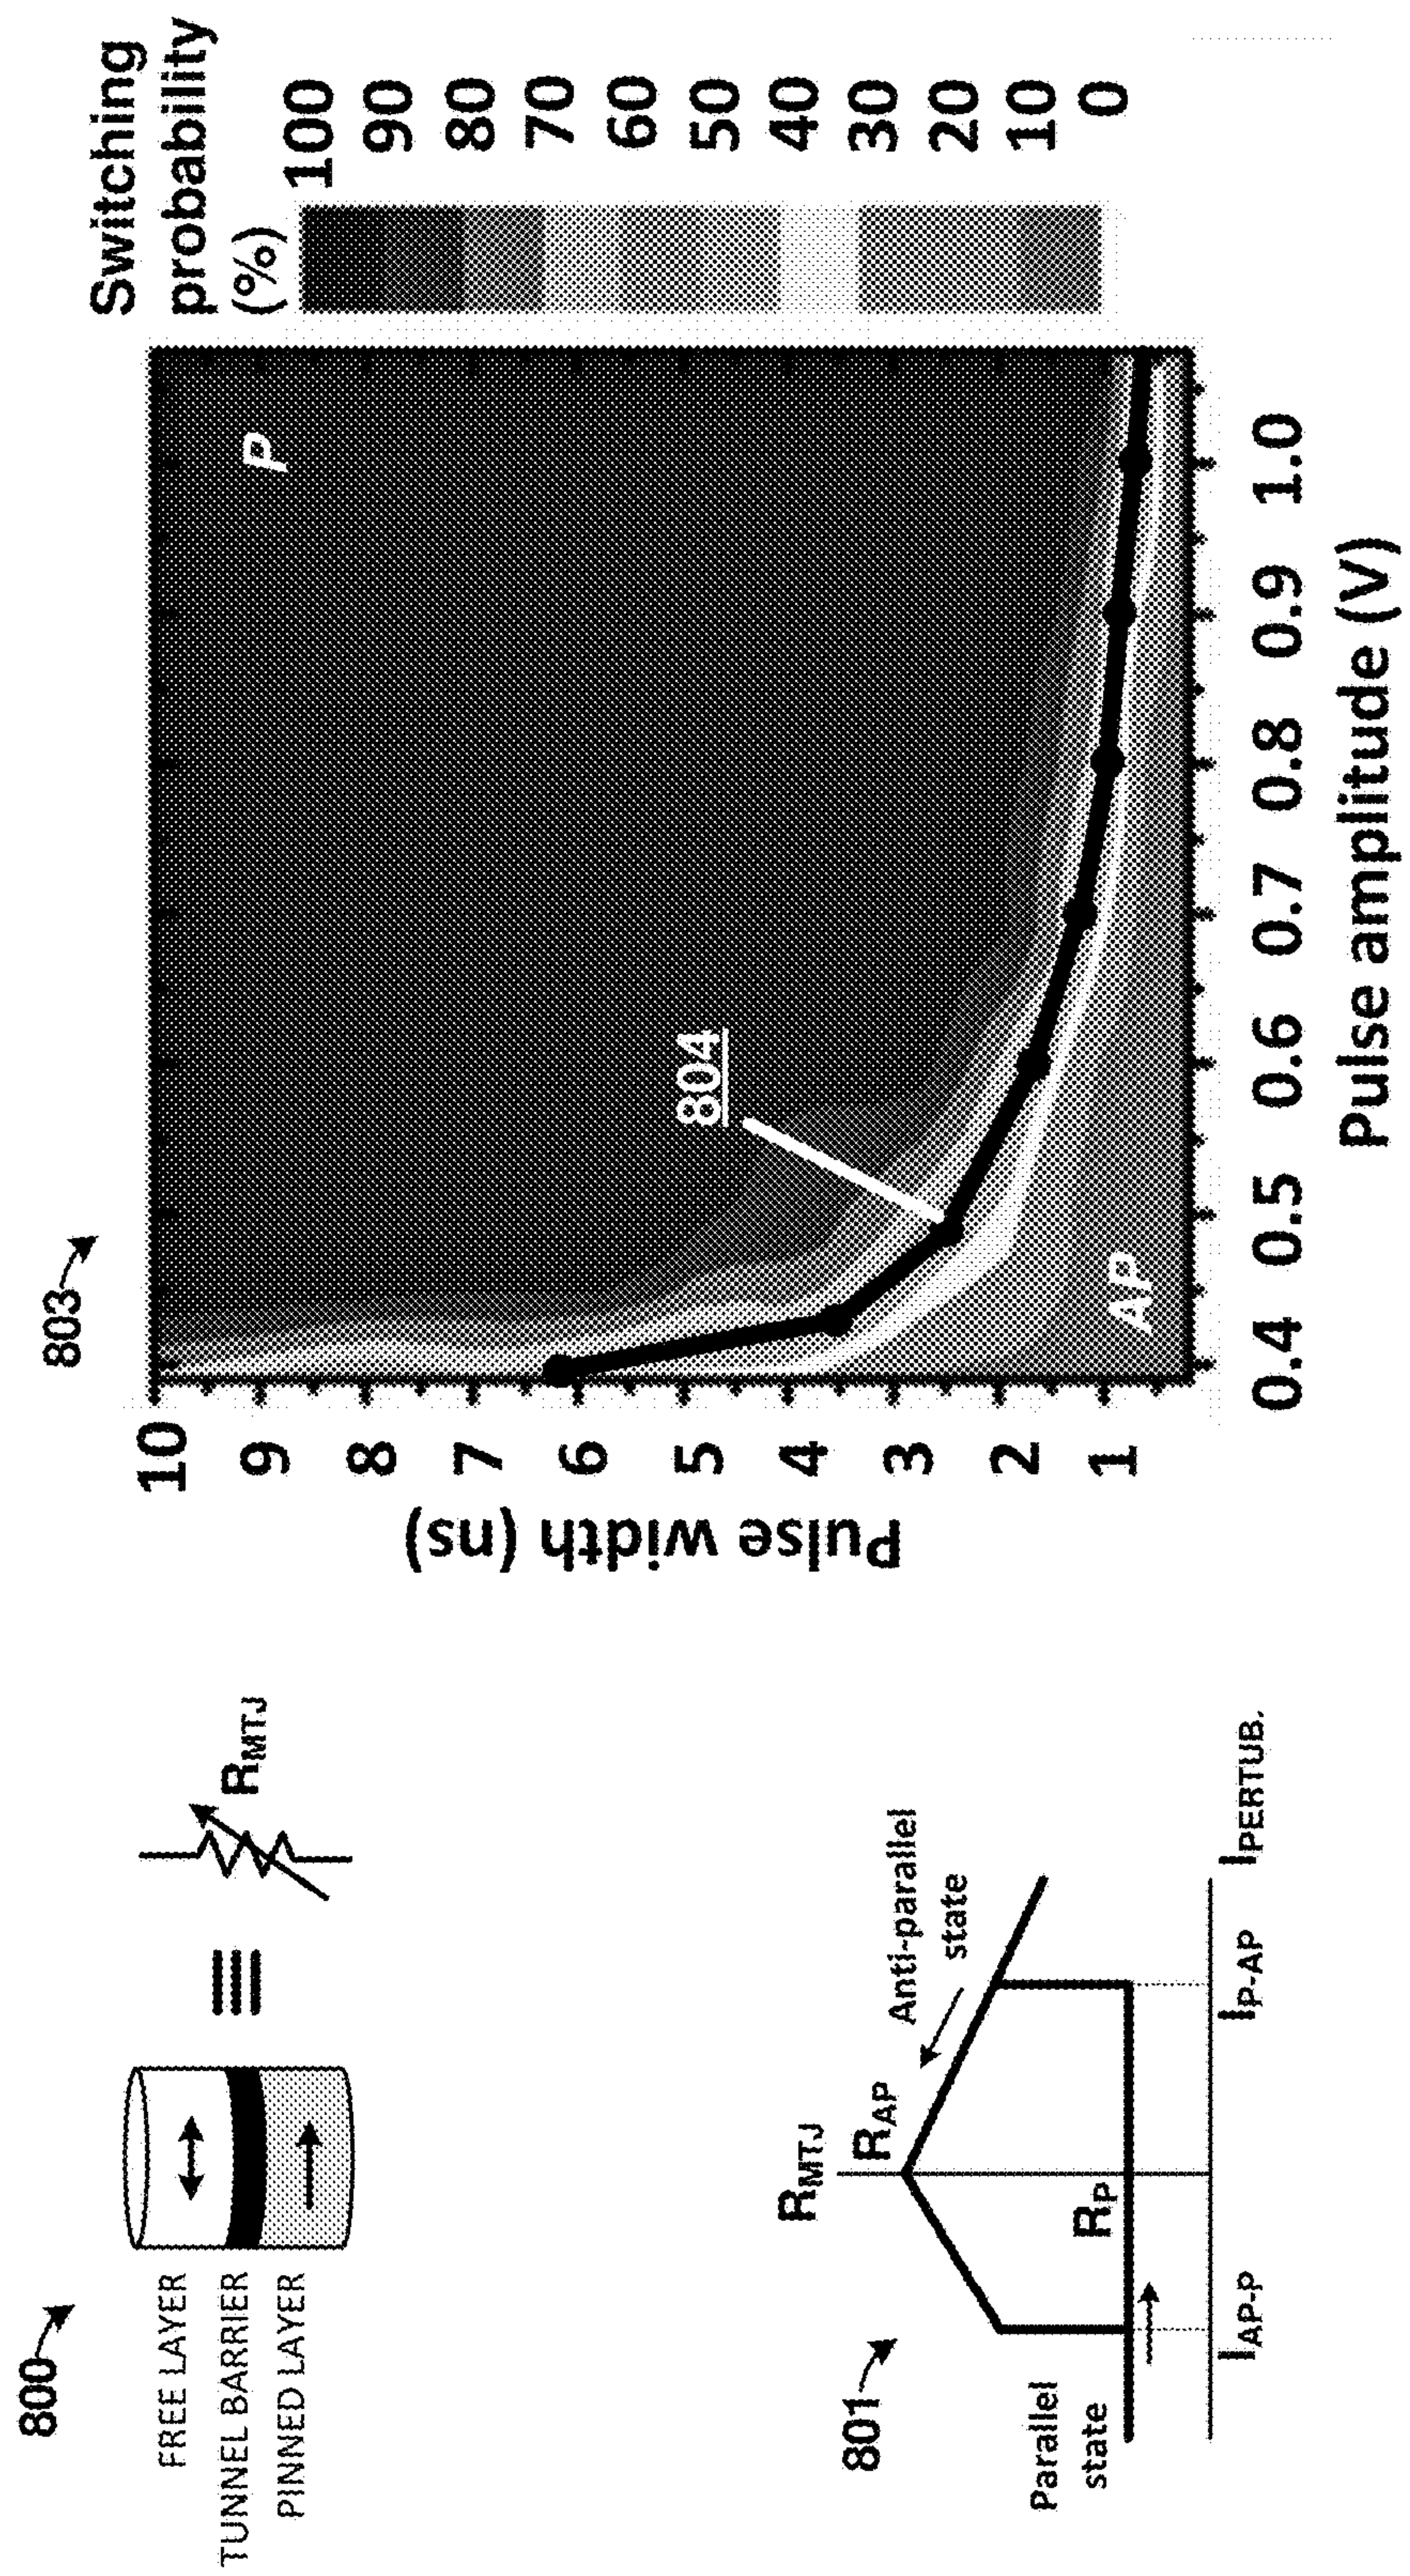 800
FREE LAYER
TUNNEL BARRIER
PINNED LAYER
RMTJ
801
RMTJ
RAP
Anti-parallel
state
Parallel
state
RP
IAP-P
IP-AP
IPERTUB.
803
Switching
probability
(%)
100
90
80
70
60
50
40
30
20
10
0
P
804
AP
Pulse width (ns)
10
9
8
7
6
5
4
3
2
1
0.4 0.5 0.6 0.7 0.8 0.9 1.0
Pulse amplitude (V)